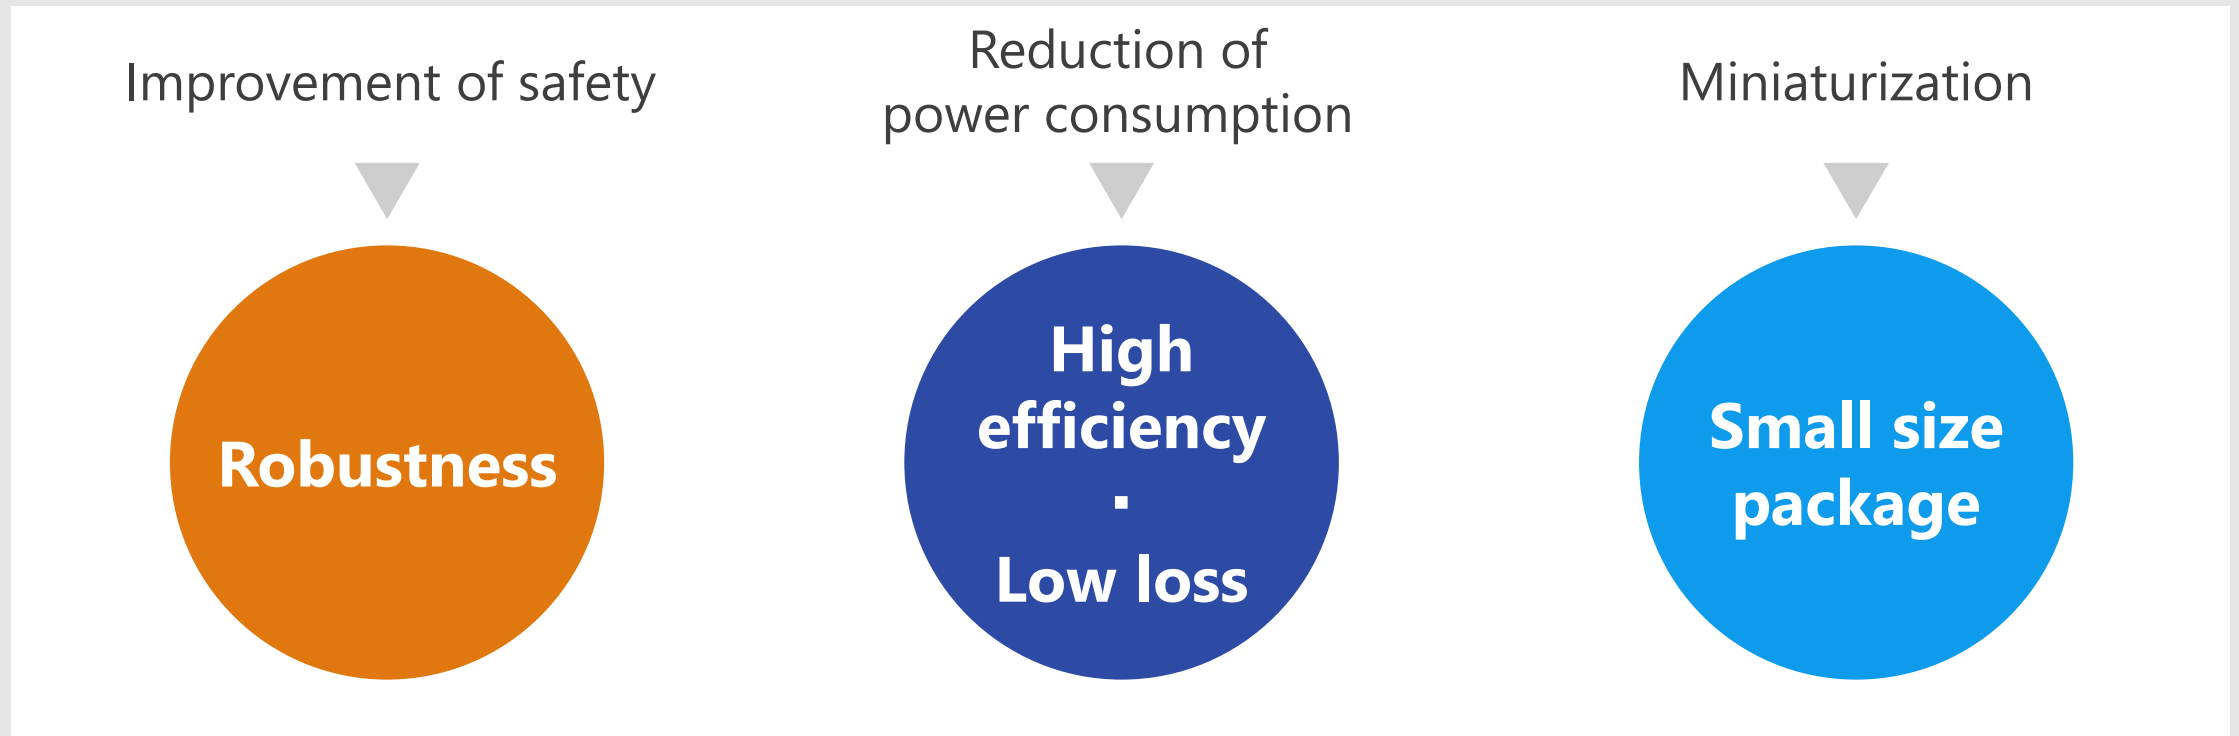 Improvement of safety
Reduction of
power consumption
Miniaturization
Robustness
High
efficiency
·
Low loss
Small size
package